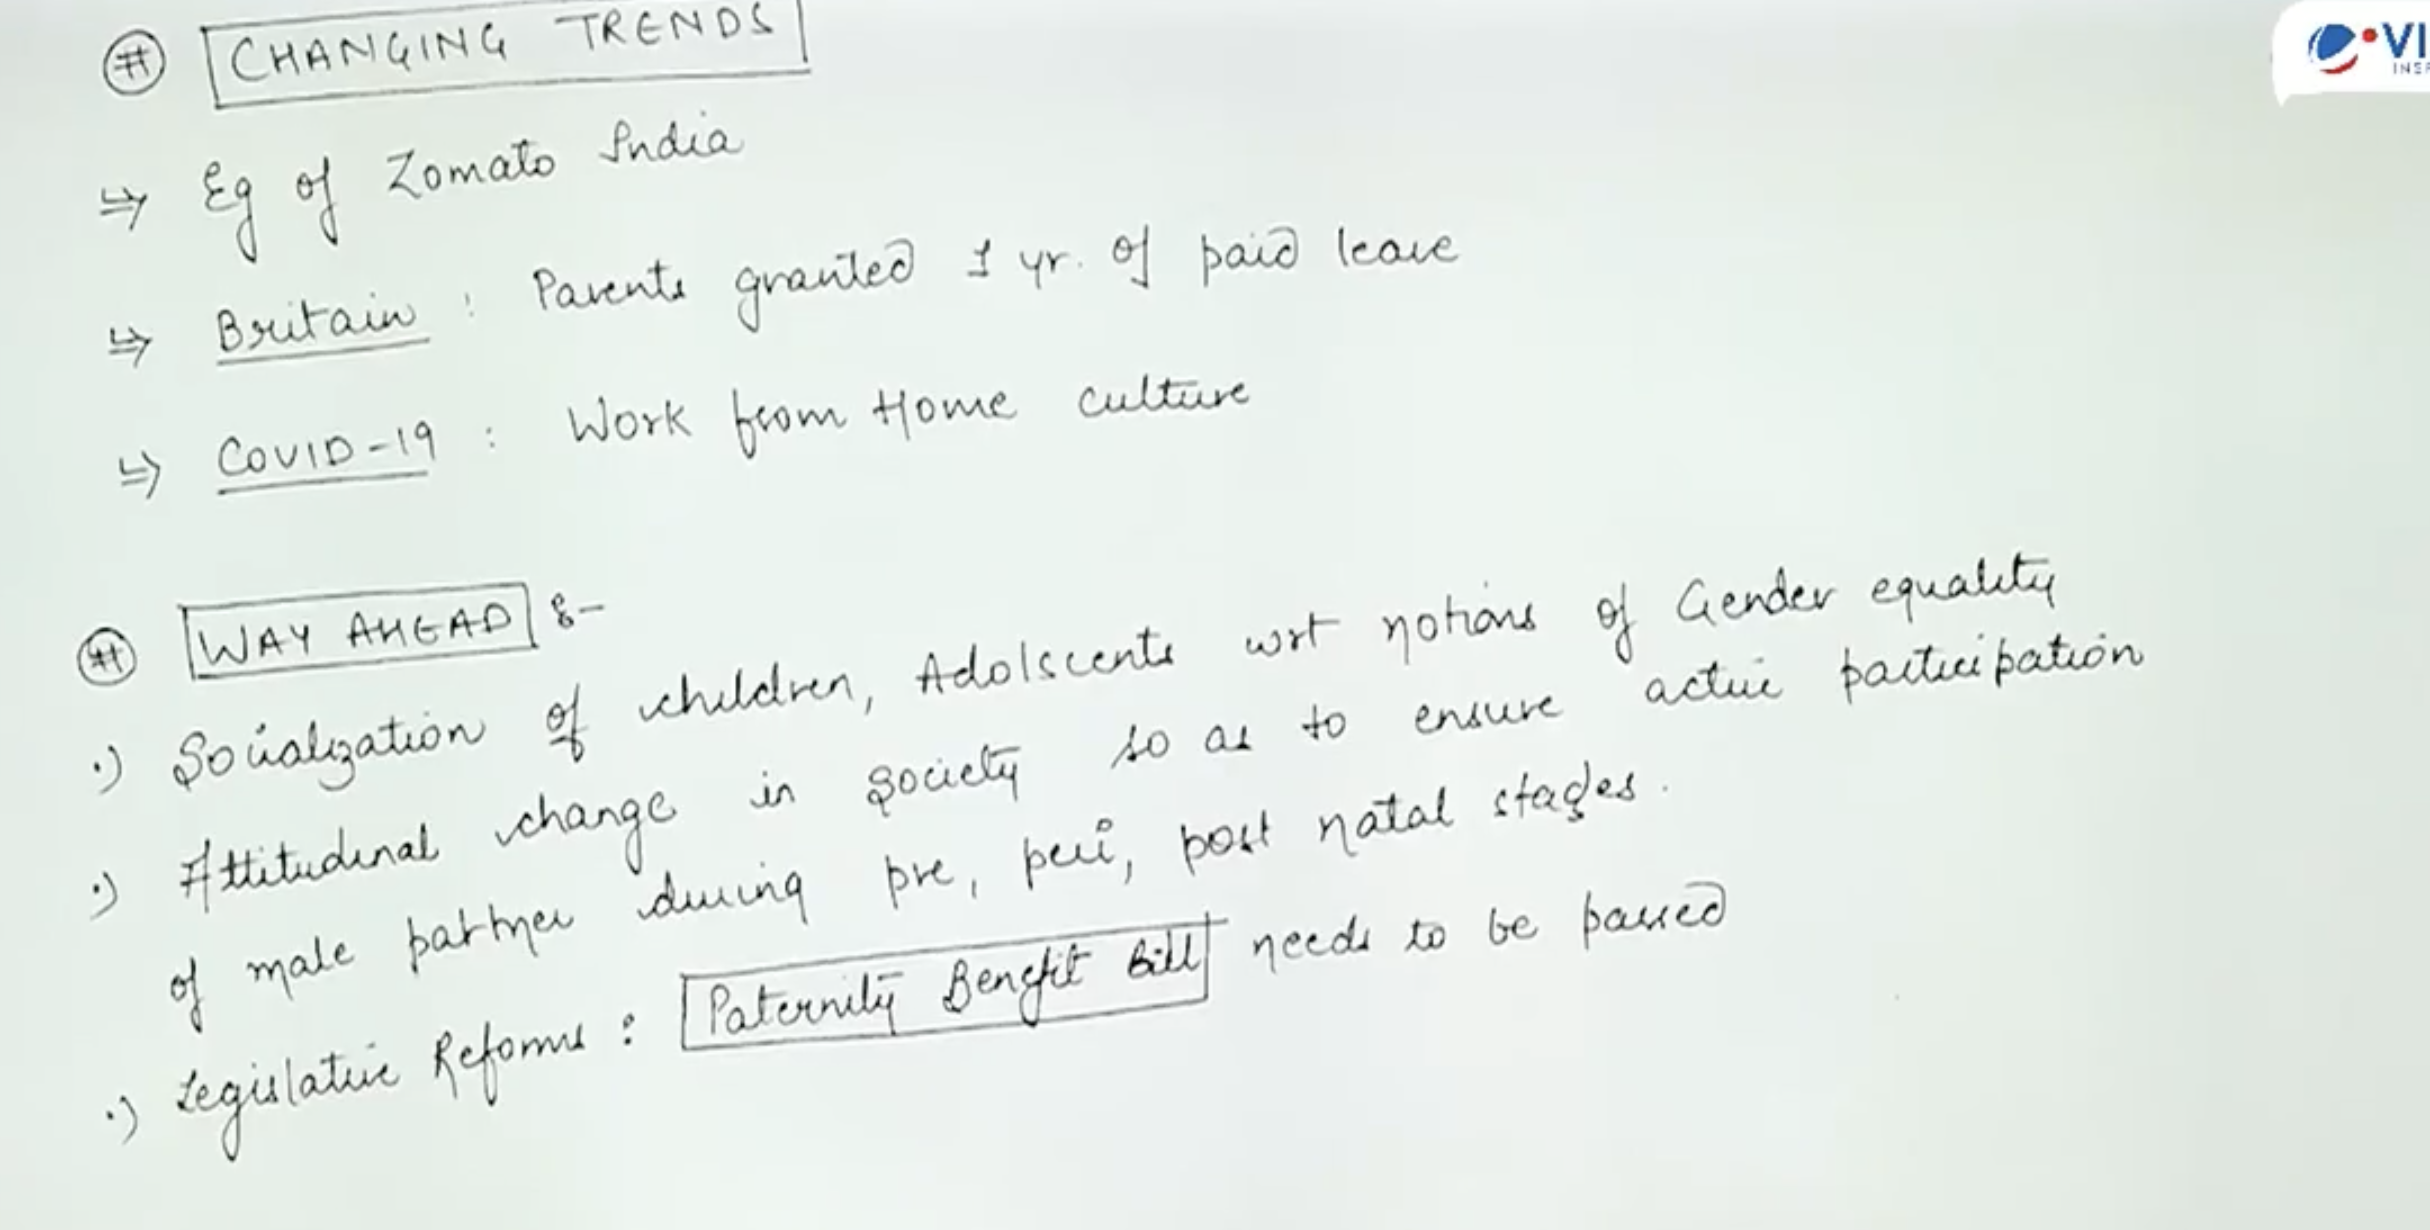 # CHANGING TRENDS
VI
INSP
⇒ Eg of Zomato India
⇒ Britain : Parents granted 1 yr. of paid leave
⇒ COVID-19 : Work from Home culture
# WAY AHEAD :-
·) Socialization of children, Adolscents wrt notions of Gender equality
·) Attitudinal change in society so as to ensure active participation
of male partner during pre, peri, post natal stages.
·) Legislative Reforms : Paternity Benefit Bill needs to be passed